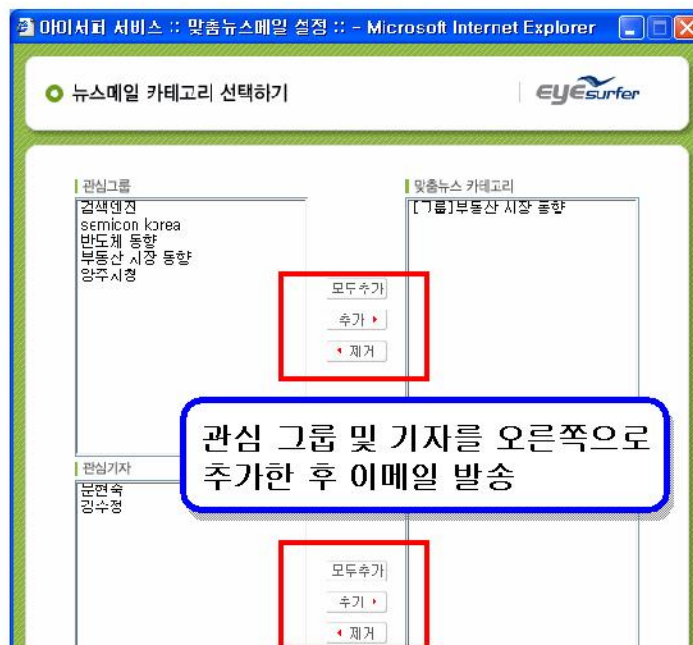 아이서퍼 서비스 :: 맞춤뉴스메일 설정 :: - Microsoft Internet Explorer
뉴스메일 카테고리 선택하기
EYEsurfer
관심그룹
맞춤뉴스 카테고리
검색엔진
semicon korea
반도체 동향
부동산 시장 동향
양주시청
[그룹]부동산 시장 동향
모두추가
추가
제거
관심 그룹 및 기자를 오른쪽으로
추가한 후 이메일 발송
관심기자
문현숙
김수정
모두추가
추가
제거